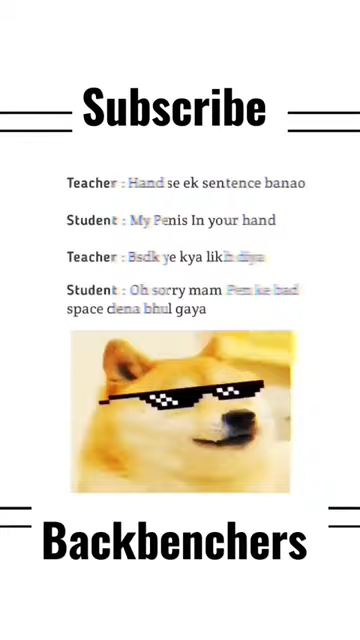 Subscribe
Teacher : Hand se ek sentence banao
Student : My Penis In your hand
Teacher : Bsdk ye kya likh diya
Student : Oh sorry mam Pen ke bad
space dena bhul gaya
Backbenchers